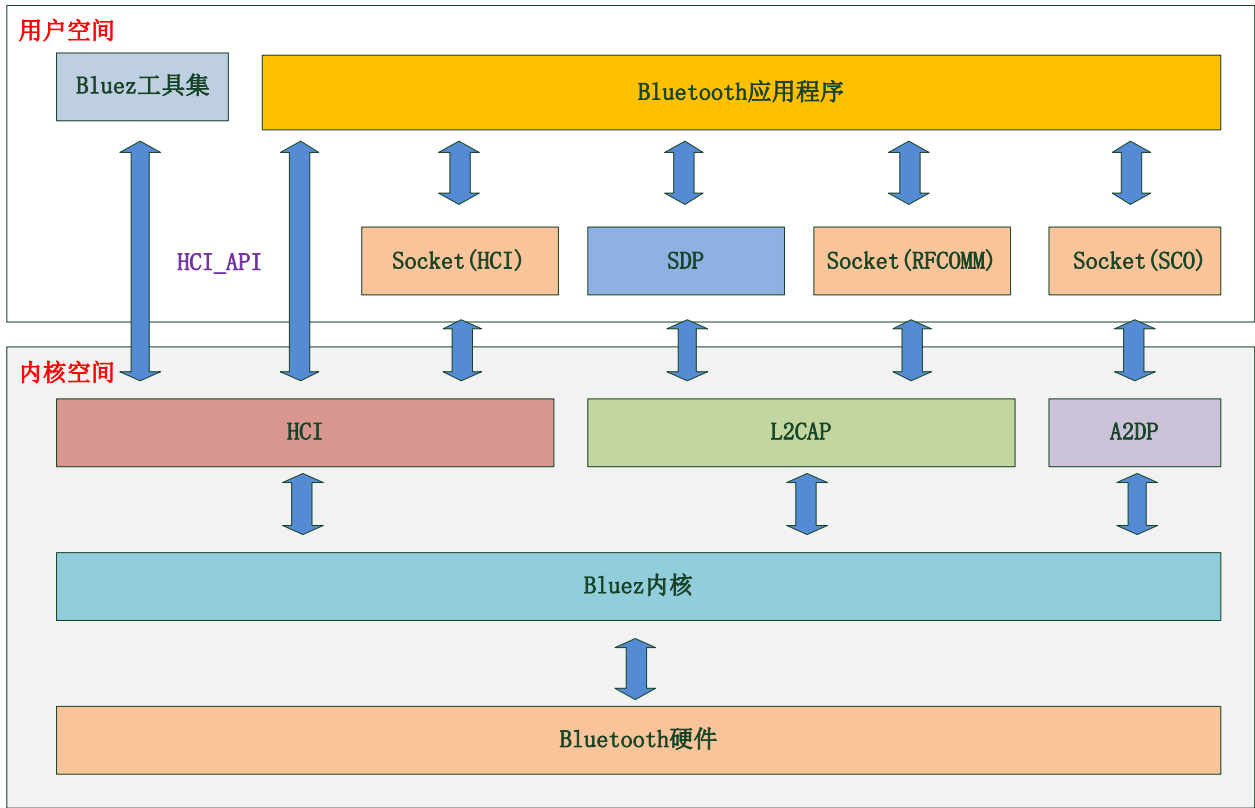 用户空间
Bluez工具集
Bluetooth应用程序
HCI_API
Socket(HCI)
SDP
Socket(RFCOMM)
Socket(SCO)
内核空间
HCI
L2CAP
A2DP
Bluez内核
Bluetooth硬件